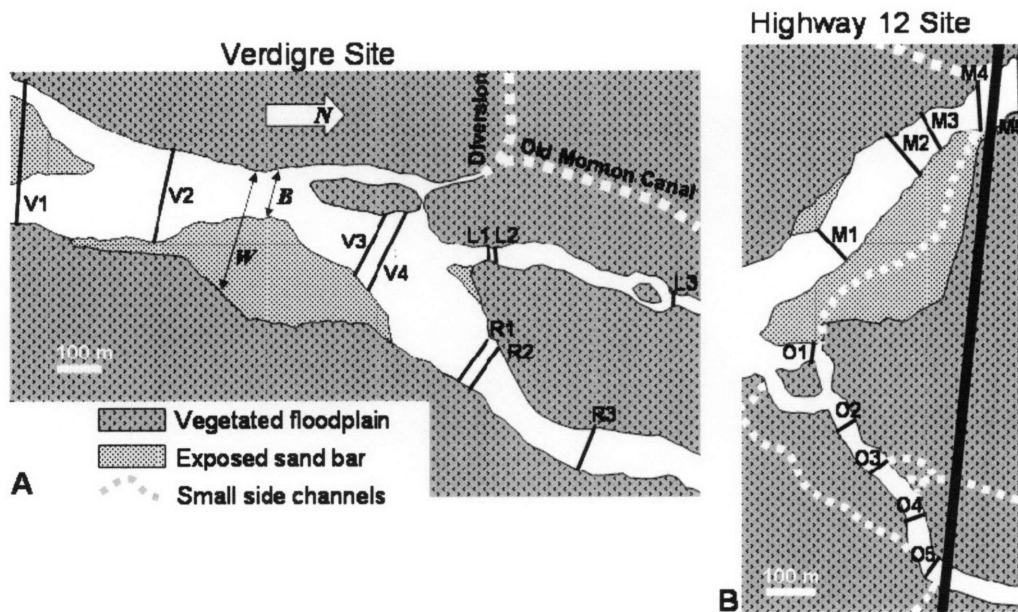 Verdigre Site
N
Diversion
Old Mormon Canal
V1
V2
B
W
V3
V4
L1 L2
L3
R1
R2
R3
100 m
Vegetated floodplain
Exposed sand bar
Small side channels
A
Highway 12 Site
M4
M3
M2
M1
O1
O2
O3
O4
O5
100 m
B